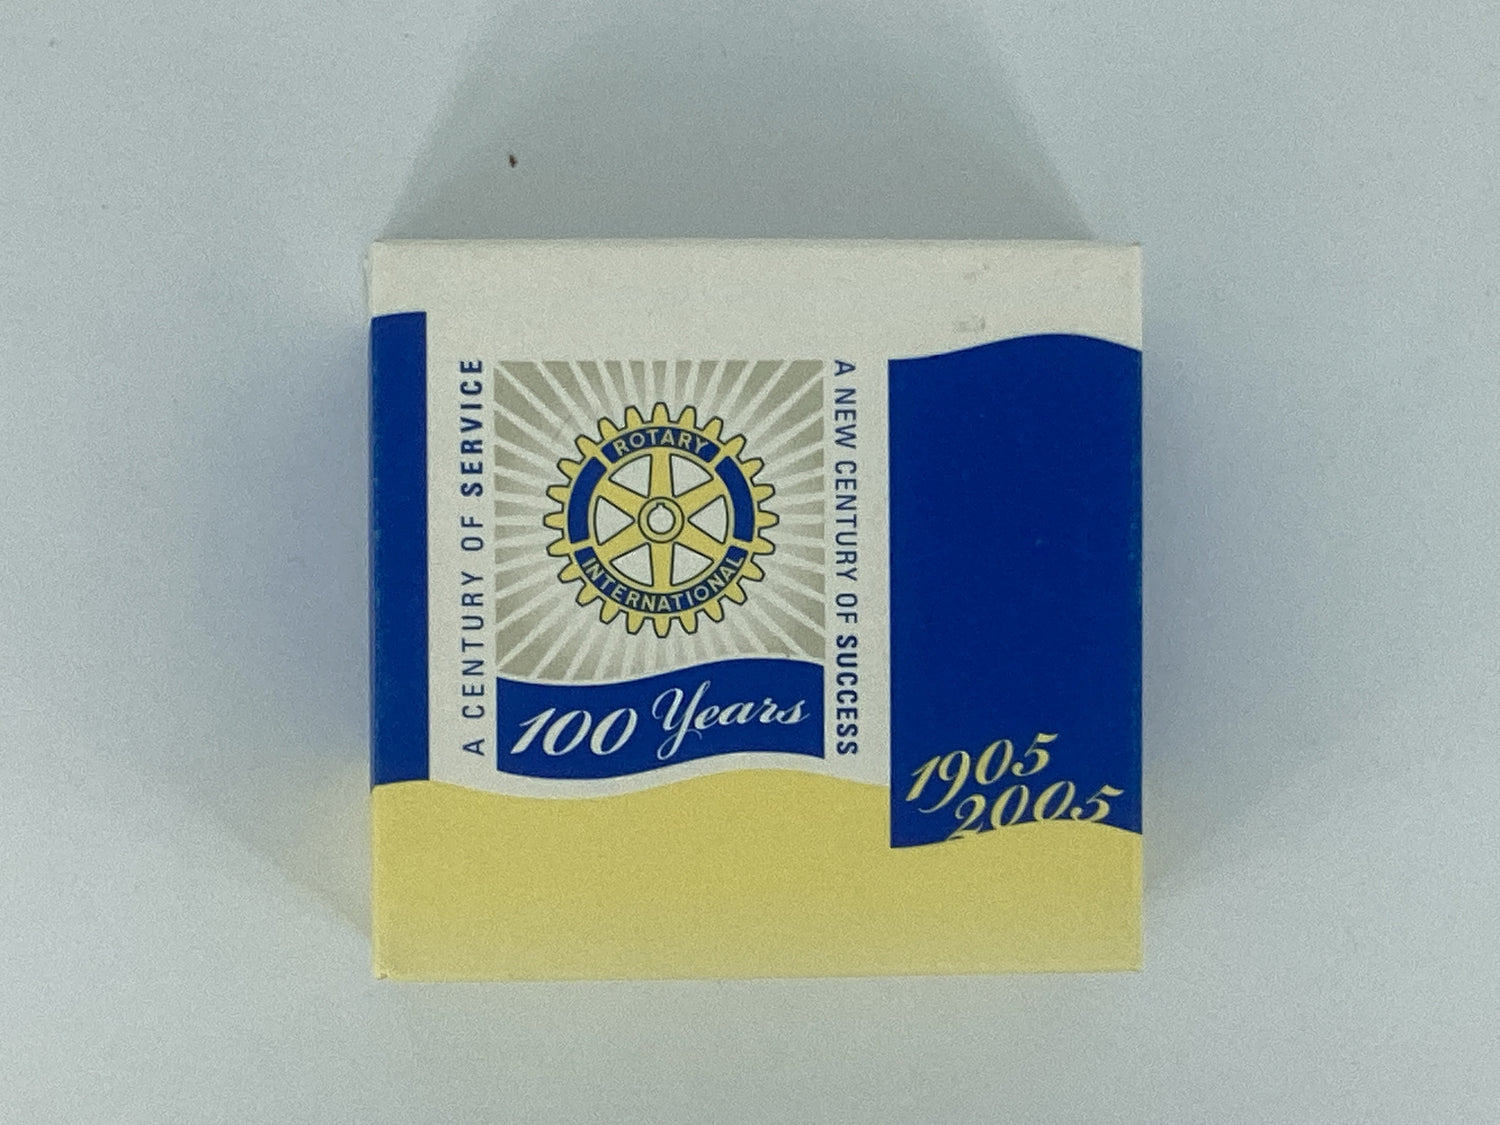 A CENTURY OF SERVICE
ROTARY
INTERNATIONAL
100 Years
A NEW CENTURY OF SUCCESS
1905
2005